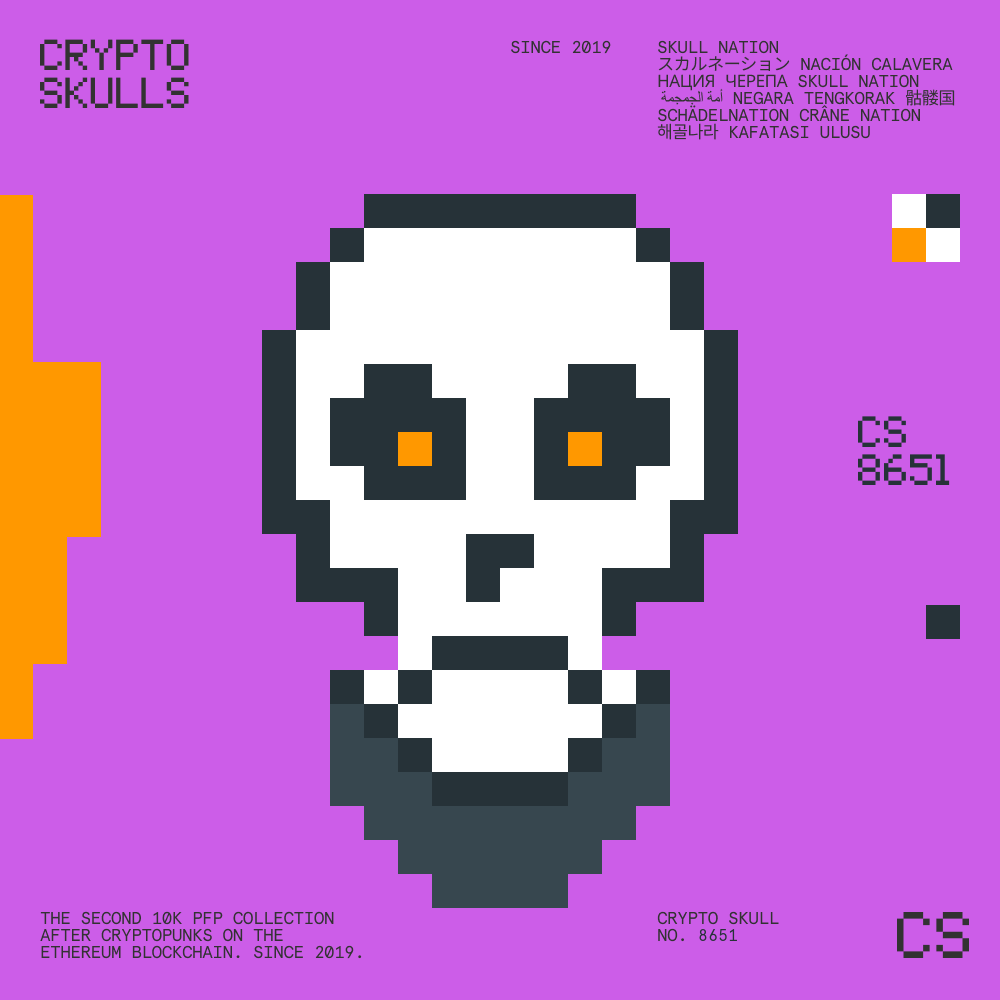 CRYPTO
SKULLS
SINCE 2019
SKULL NATION
スカルネーション NACIÓN CALAVERA
НАЦИЯ ЧЕРЕПА SKULL NATION
أمة الجمجمة NEGARA TENGKORAK 骷髅国
SCHÄDELNATION CRÂNE NATION
해골나라 KAFATASI ULUSU
CS
8651
THE SECOND 10K PFP COLLECTION
AFTER CRYPTOPUNKS ON THE
ETHEREUM BLOCKCHAIN. SINCE 2019.
CRYPTO SKULL
NO. 8651
CS